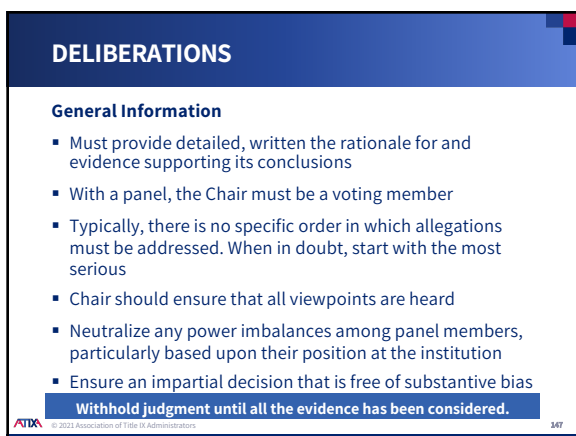 DELIBERATIONS
General Information
▪ Must provide detailed, written the rationale for and
evidence supporting its conclusions
▪ With a panel, the Chair must be a voting member
▪ Typically, there is no specific order in which allegations
must be addressed. When in doubt, start with the most
serious
▪ Chair should ensure that all viewpoints are heard
▪ Neutralize any power imbalances among panel members,
particularly based upon their position at the institution
▪ Ensure an impartial decision that is free of substantive bias
Withhold judgment until all the evidence has been considered.
ATIXA © 2021 Association of Title IX Administrators 147